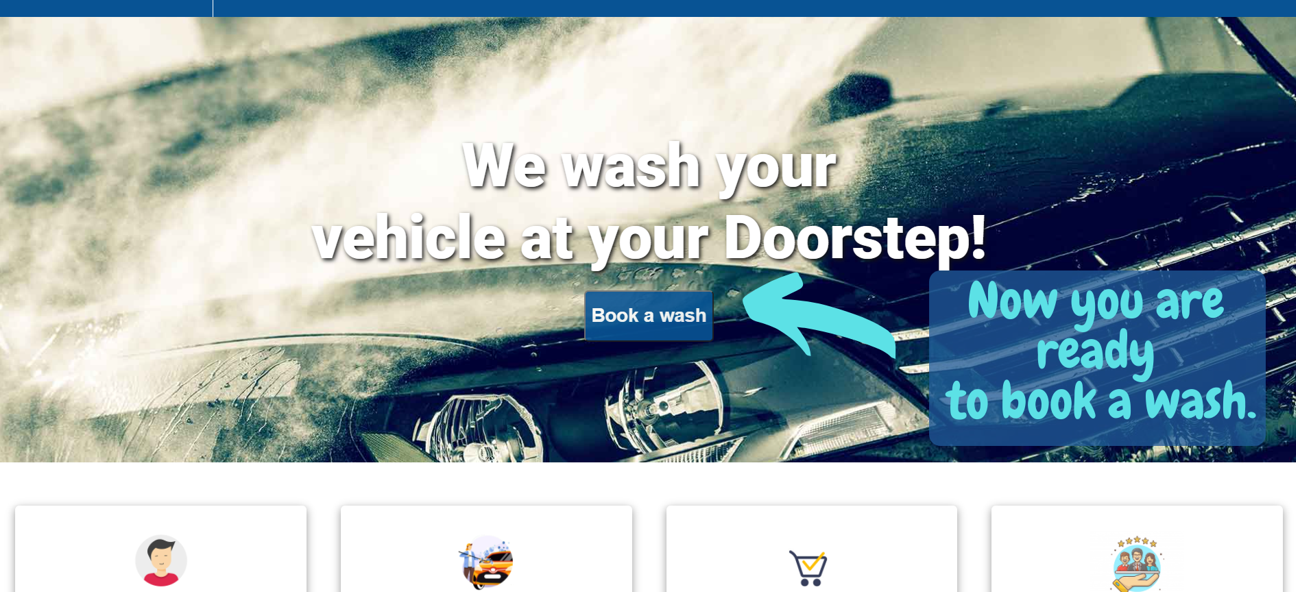 We wash your
vehicle at your Doorstep!
Book a wash
Now you are
ready
to book a wash.